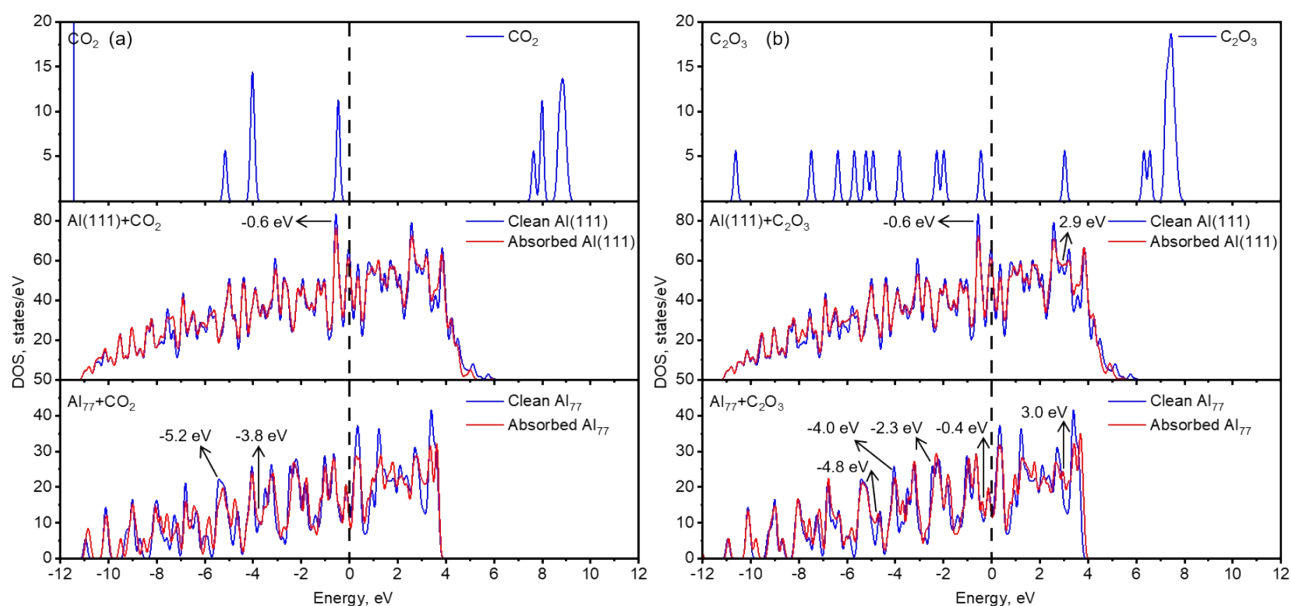 CO₂ (a)
CO₂
20
15
10
5
Al(111)+CO₂
-0.6 eV
Clean Al(111)
Absorbed Al(111)
80
60
40
20
DOS, states/eV
50
Al₇₇+CO₂
-5.2 eV
-3.8 eV
Clean Al₇₇
Absorbed Al₇₇
40
30
20
10
0
-12 -10 -8 -6 -4 -2 0 2 4 6 8 10 12
Energy, eV
C₂O₃ (b)
C₂O₃
20
15
10
5
Al(111)+C₂O₃
-0.6 eV
2.9 eV
Clean Al(111)
Absorbed Al(111)
80
60
40
20
DOS, states/eV
50
Al₇₇+C₂O₃
-4.0 eV
-4.8 eV
-2.3 eV
-0.4 eV
3.0 eV
Clean Al₇₇
Absorbed Al₇₇
40
30
20
10
0
-12 -10 -8 -6 -4 -2 0 2 4 6 8 10 12
Energy, eV